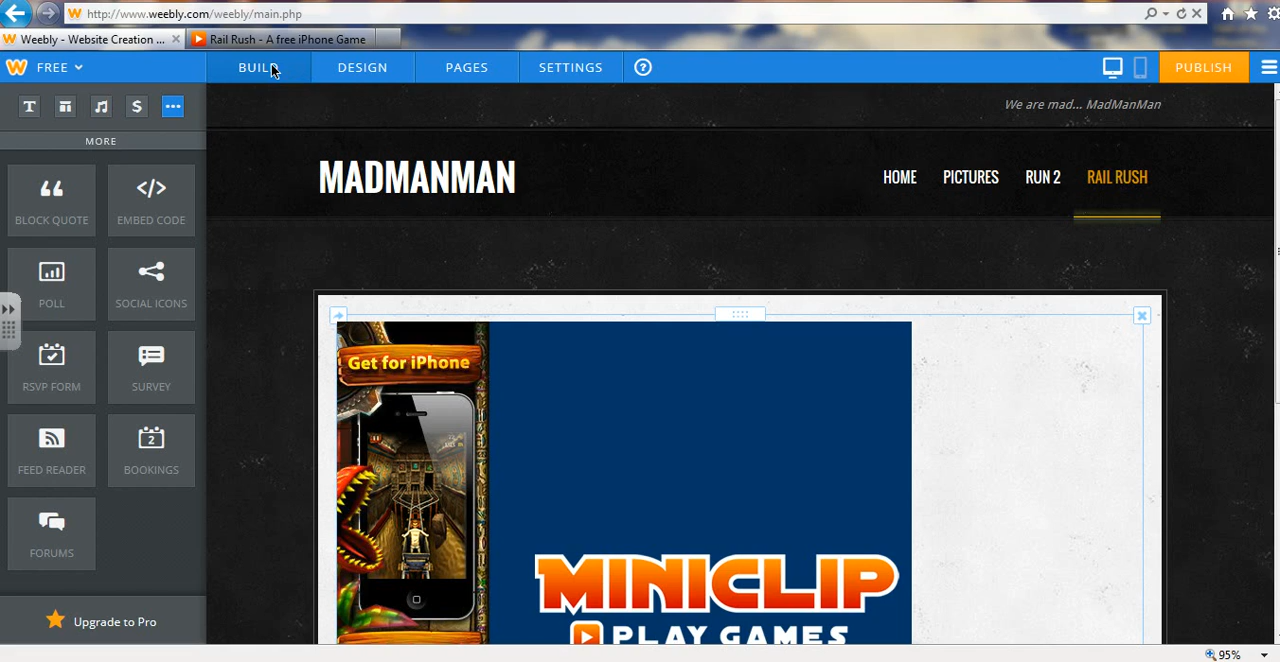 http://www.weebly.com/weebly/main.php
Weebly - Website Creation ...
Rail Rush - A free iPhone Game
FREE
BUILD
DESIGN
PAGES
SETTINGS
?
PUBLISH
T
$
MORE
We are mad... MadManMan
MADMANMAN
HOME
PICTURES
RUN 2
RAIL RUSH
BLOCK QUOTE
EMBED CODE
POLL
SOCIAL ICONS
RSVP FORM
SURVEY
FEED READER
2
BOOKINGS
FORUMS
Upgrade to Pro
Get for iPhone
MINICLIP
PLAY GAMES
95%